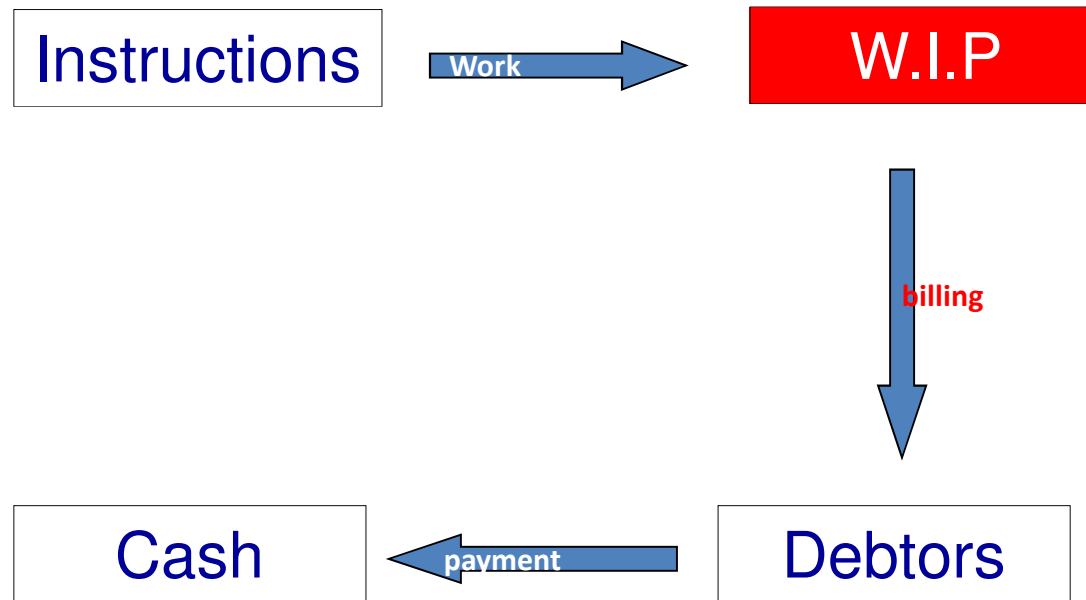 Instructions
Work
W.I.P
billing
Cash
payment
Debtors